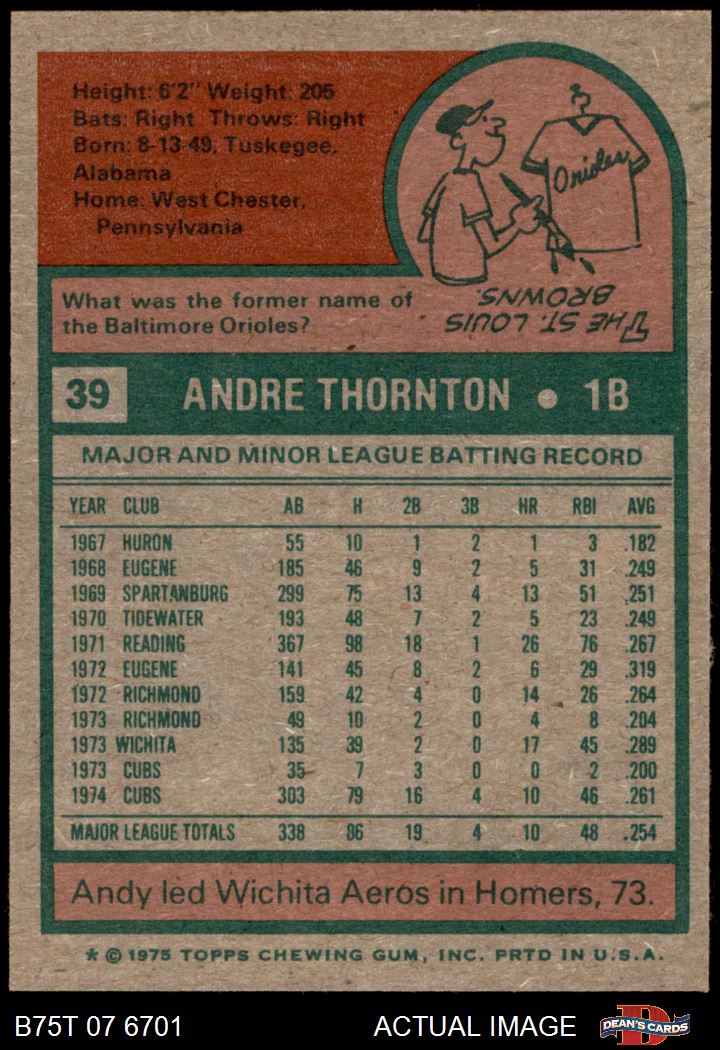 Height: 6'2" Weight: 205
Bats: Right Throws: Right
Born: 8-13-49, Tuskegee,
Alabama
Home: West Chester,
Pennsylvania
Orioles
What was the former name of
the Baltimore Orioles?
THE ST. LOUIS
BROWNS.
39 ANDRE THORNTON • 1B
MAJOR AND MINOR LEAGUE BATTING RECORD
YEAR CLUB AB H 2B 3B HR RBI AVG
1967 HURON 55 10 1 2 1 3 .182
1968 EUGENE 185 46 9 2 5 31 .249
1969 SPARTANBURG 299 75 13 4 13 51 .251
1970 TIDEWATER 193 48 7 2 5 23 .249
1971 READING 367 98 18 1 26 76 .267
1972 EUGENE 141 45 8 2 6 29 .319
1972 RICHMOND 159 42 4 0 14 26 .264
1973 RICHMOND 49 10 2 0 4 8 .204
1973 WICHITA 135 39 2 0 17 45 .289
1973 CUBS 35 7 3 0 0 2 .200
1974 CUBS 303 79 16 4 10 46 .261
MAJOR LEAGUE TOTALS 338 86 19 4 10 48 .254
Andy led Wichita Aeros in Homers, 73.
* © 1975 TOPPS CHEWING GUM, INC. PRTD IN U.S.A.
B75T 07 6701 ACTUAL IMAGE D DEAN'S CARDS